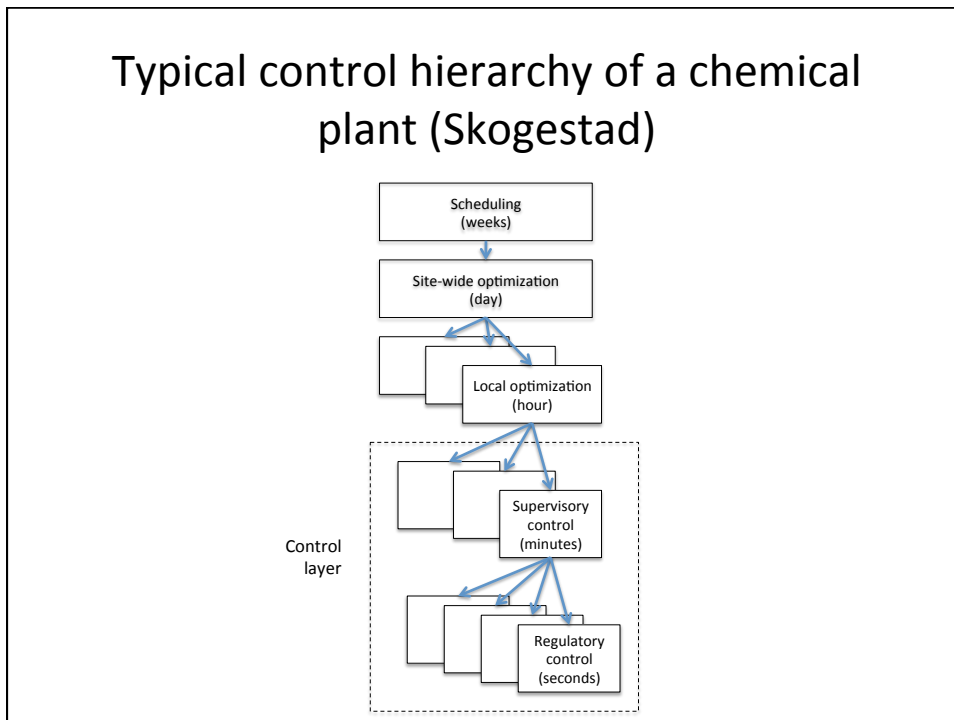 Typical control hierarchy of a chemical
plant (Skogestad)
Scheduling
(weeks)
Site-wide optimization
(day)
Local optimization
(hour)
Supervisory
control
(minutes)
Control
layer
Regulatory
control
(seconds)